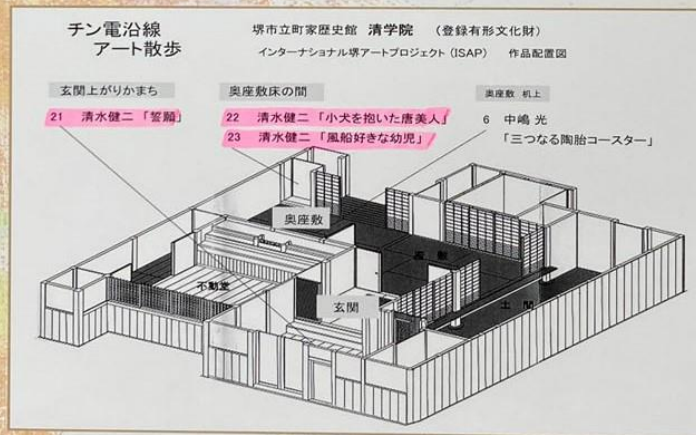 チン電沿線
アート散歩
堺市立町家歴史館 清学院 (登録有形文化財)
インターナショナル堺アートプロジェクト(ISAP) 作品配置図
玄関上がりかまち
21 清水健二「誓願」
奥座敷床の間
22 清水健二「小犬を抱いた唐美人」
23 清水健二「風船好きな幼児」
奥座敷 机上
6 中嶋 光
「三つなる陶胎コースター」
奥座敷
座敷
不動堂
玄関
土間